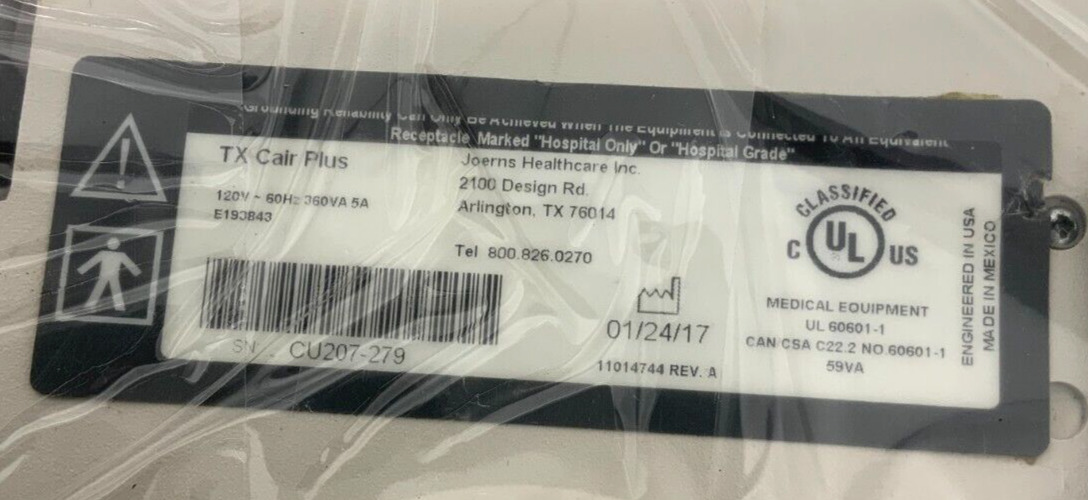 Grounding Reliability Can Only Be Achieved When The Equipment Is Connected To An Equivalent
Receptacle Marked "Hospital Only" Or "Hospital Grade"
TX Cair Plus
120V ~ 60Hz 360VA 5A
E193843
Joerns Healthcare Inc.
2100 Design Rd.
Arlington, TX 76014
Tel 800.826.0270
SN
CU207-279
01/24/17
11014744 REV. A
CLASSIFIED
C UL US
MEDICAL EQUIPMENT
UL 60601-1
CAN/CSA C22.2 NO.60601-1
59VA
ENGINEERED IN USA
MADE IN MEXICO